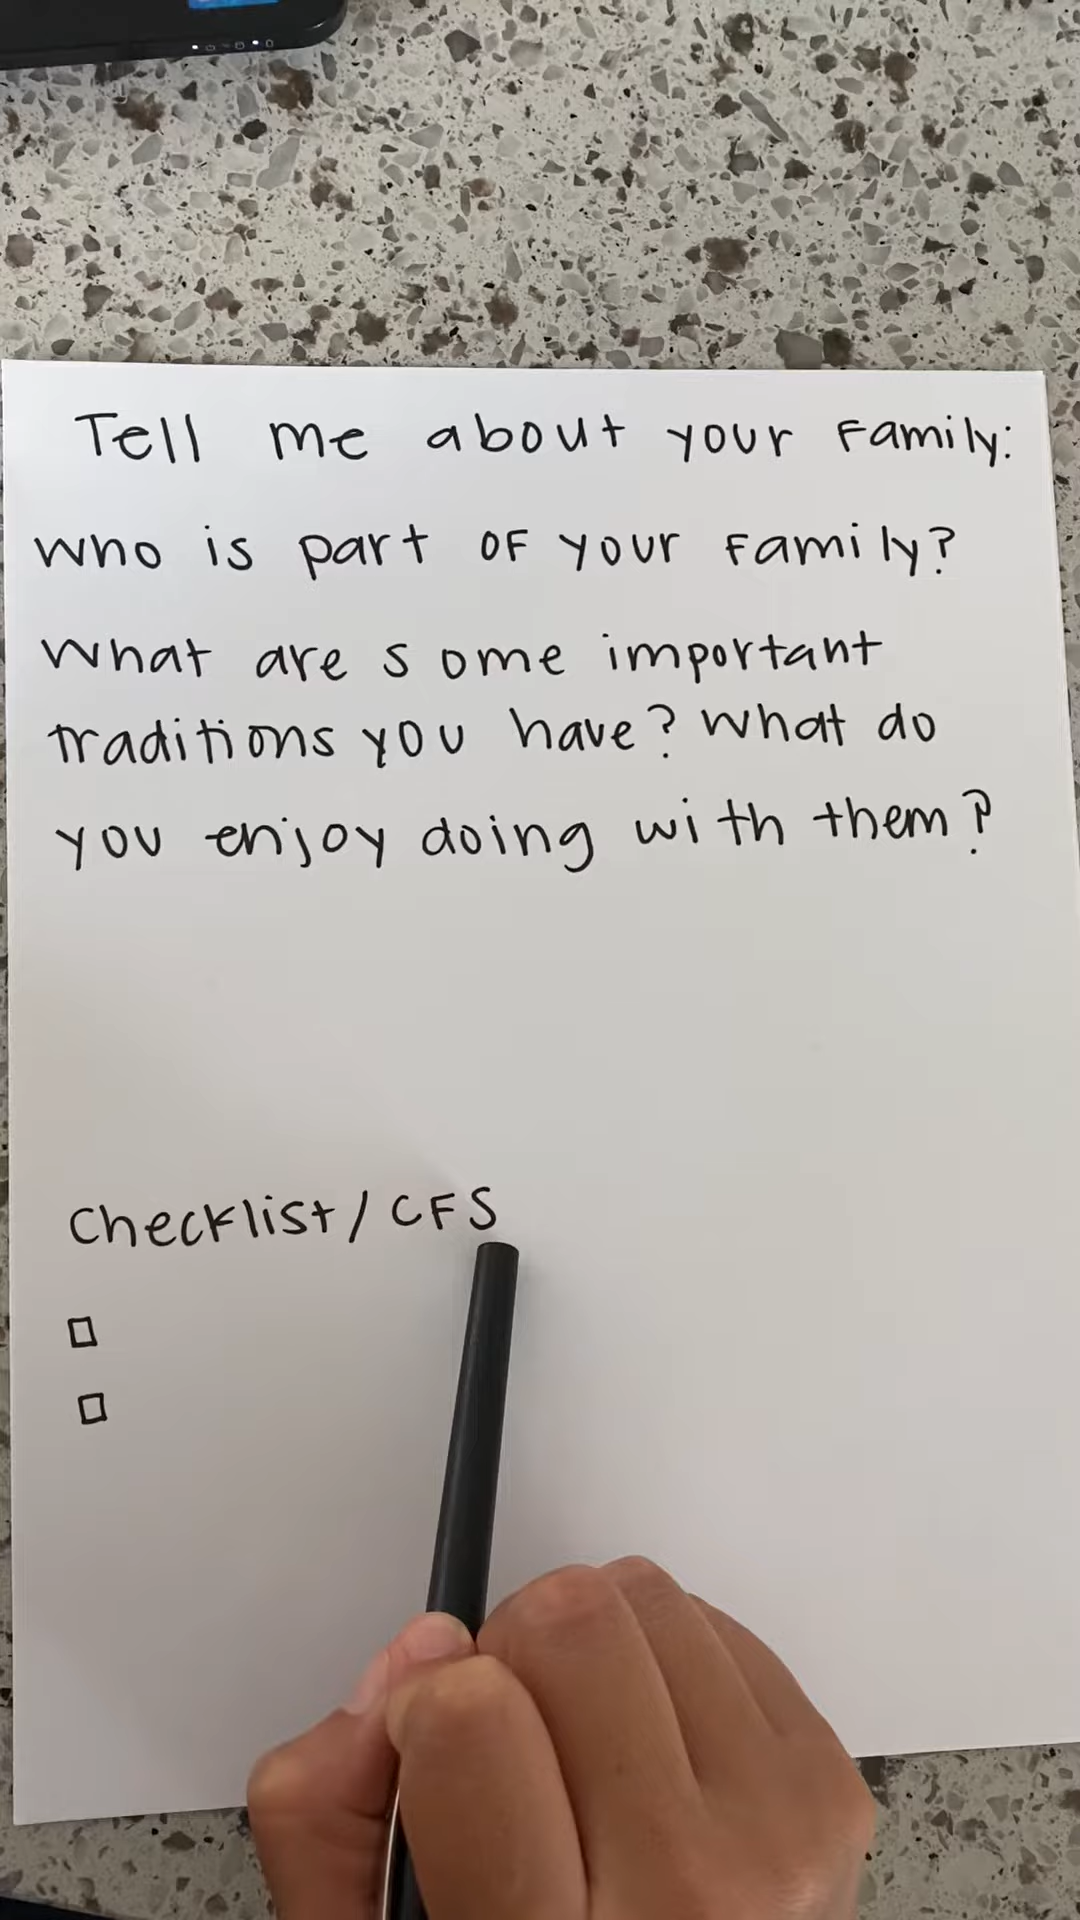 Tell me about your Family:
who is part OF your Family?
what are some important
traditions you have? what do
you enjoy doing with them?
Checklist/CFS